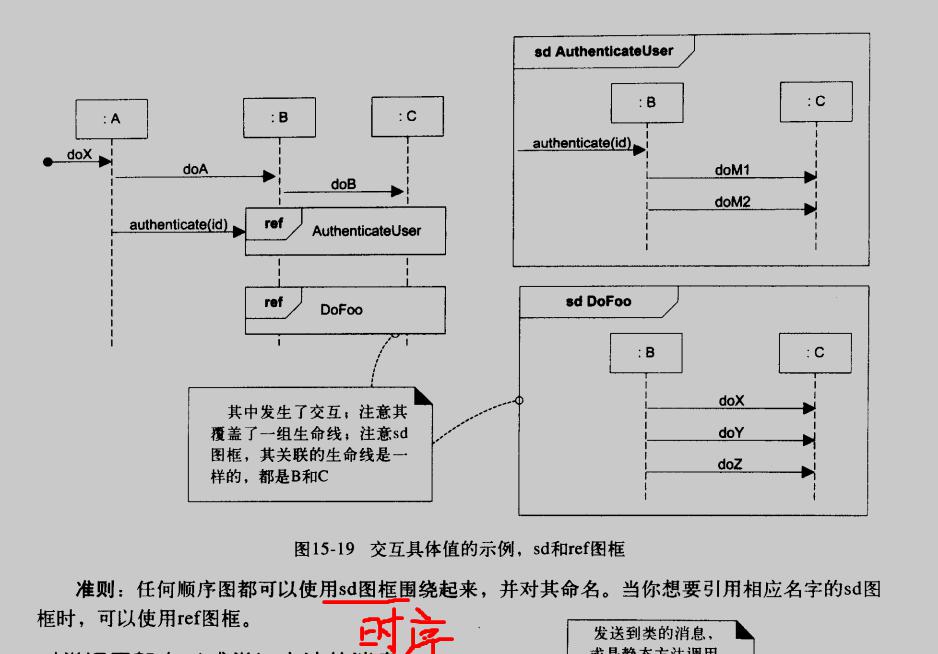 sd AuthenticateUser
: A
: B
: C
: B
: C
doX
doA
doB
authenticate(id)
doM1
doM2
authenticate(id)
ref
AuthenticateUser
ref
DoFoo
sd DoFoo
: B
: C
doX
doY
doZ
其中发生了交互；注意其
覆盖了一组生命线；注意sd
图框，其关联的生命线是一
样的，都是B和C
图15-19 交互具体值的示例，sd和ref图框
准则：任何顺序图都可以使用sd图框围绕起来，并对其命名。当你想要引用相应名字的sd图
框时，可以使用ref图框。
时序
发送到类的消息，
或是静态方法调用